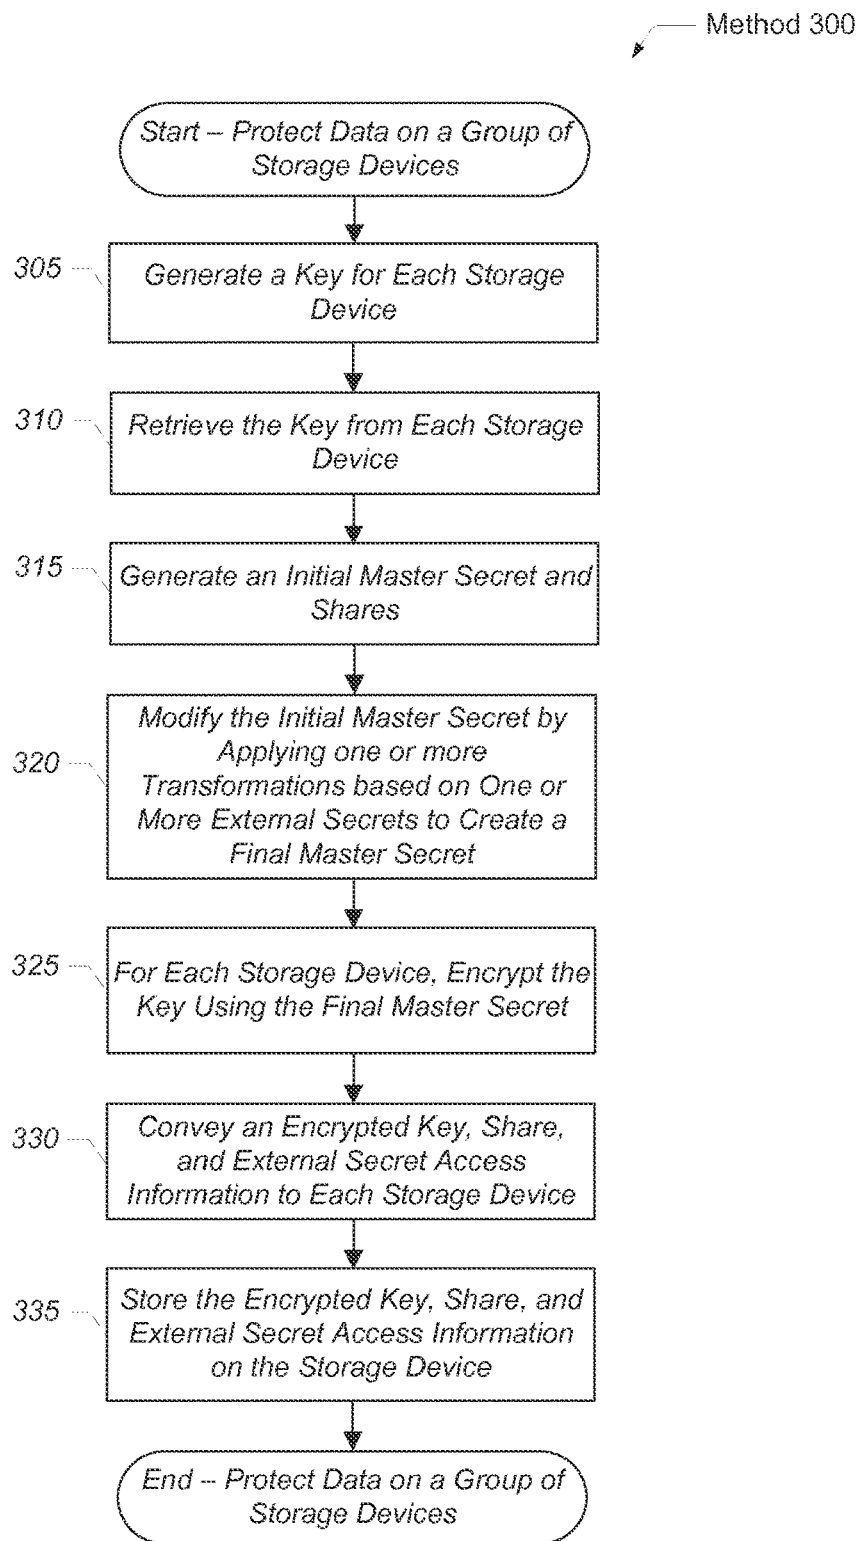 Method 300
Start – Protect Data on a Group of
Storage Devices
305
Generate a Key for Each Storage
Device
310
Retrieve the Key from Each Storage
Device
315
Generate an Initial Master Secret and
Shares
320
Modify the Initial Master Secret by
Applying one or more
Transformations based on One or
More External Secrets to Create a
Final Master Secret
325
For Each Storage Device, Encrypt the
Key Using the Final Master Secret
330
Convey an Encrypted Key, Share,
and External Secret Access
Information to Each Storage Device
335
Store the Encrypted Key, Share, and
External Secret Access Information
on the Storage Device
End – Protect Data on a Group of
Storage Devices